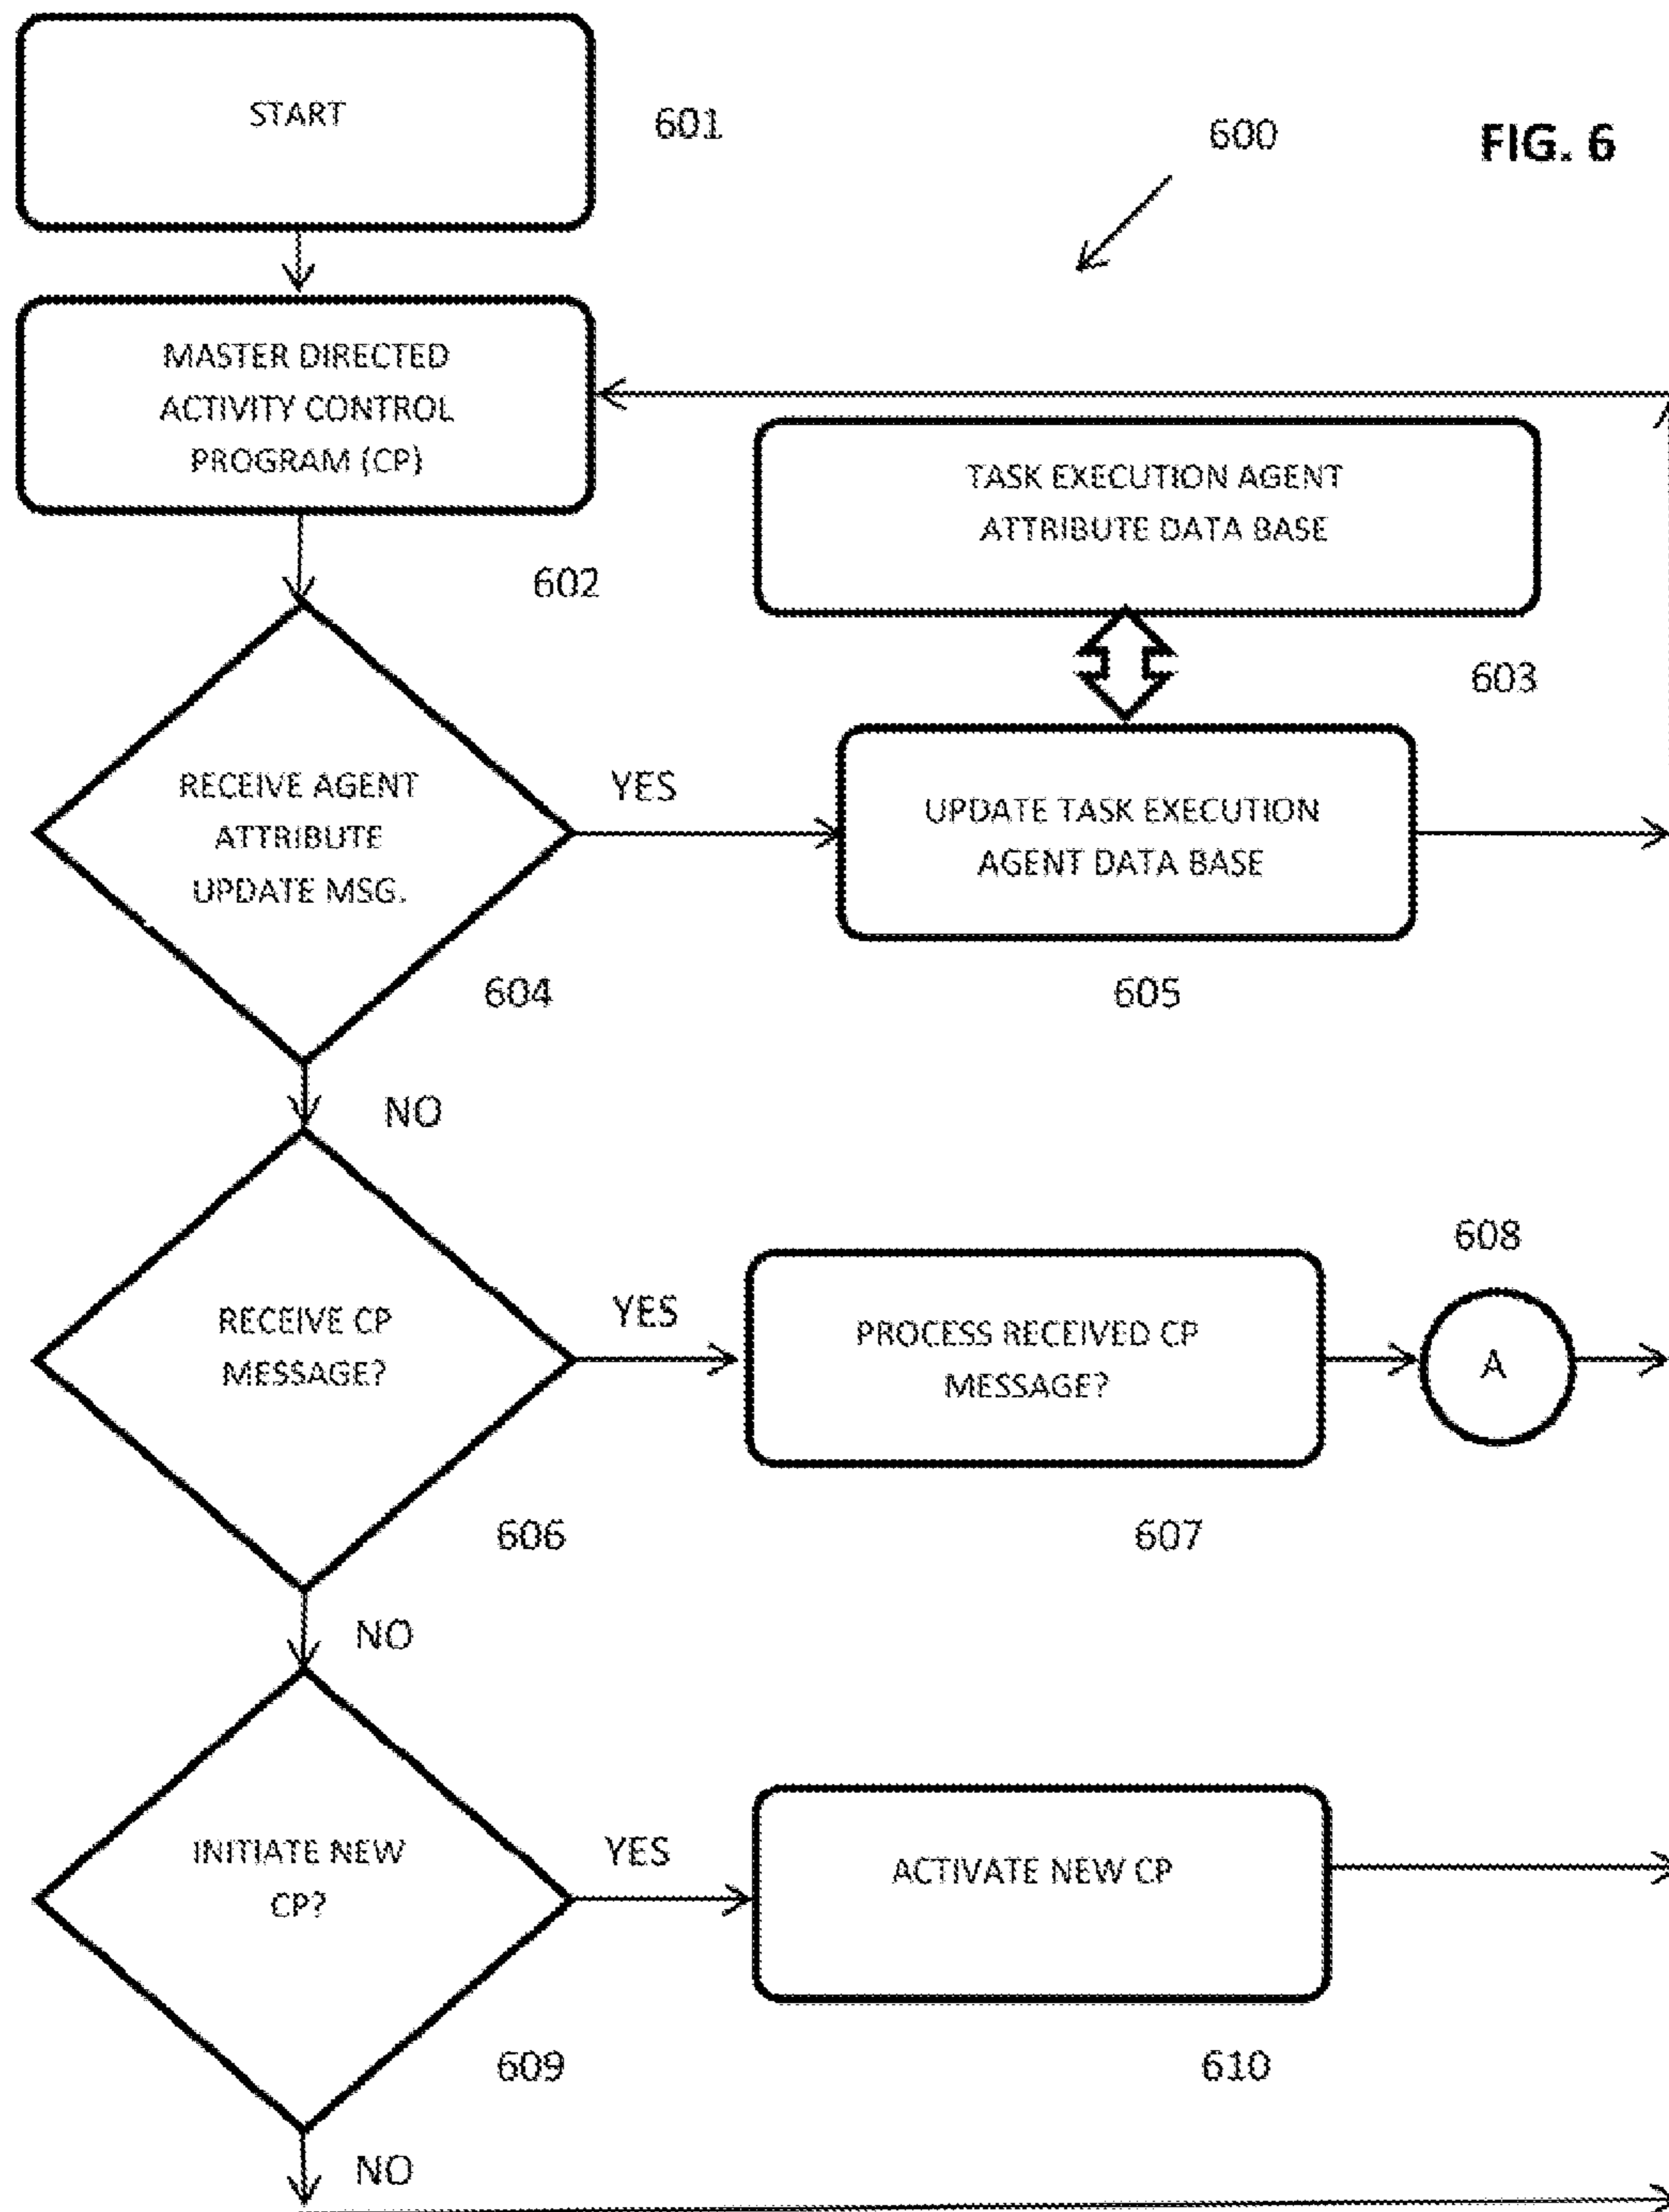 START
601
600
FIG. 6
MASTER DIRECTED
ACTIVITY CONTROL
PROGRAM (CP)
602
TASK EXECUTION AGENT
ATTRIBUTE DATA BASE
603
RECEIVE AGENT
ATTRIBUTE
UPDATE MSG.
604
YES
UPDATE TASK EXECUTION
AGENT DATA BASE
605
NO
RECEIVE CP
MESSAGE?
606
YES
PROCESS RECEIVED CP
MESSAGE?
607
608
A
NO
INITIATE NEW
CP?
609
YES
ACTIVATE NEW CP
610
NO